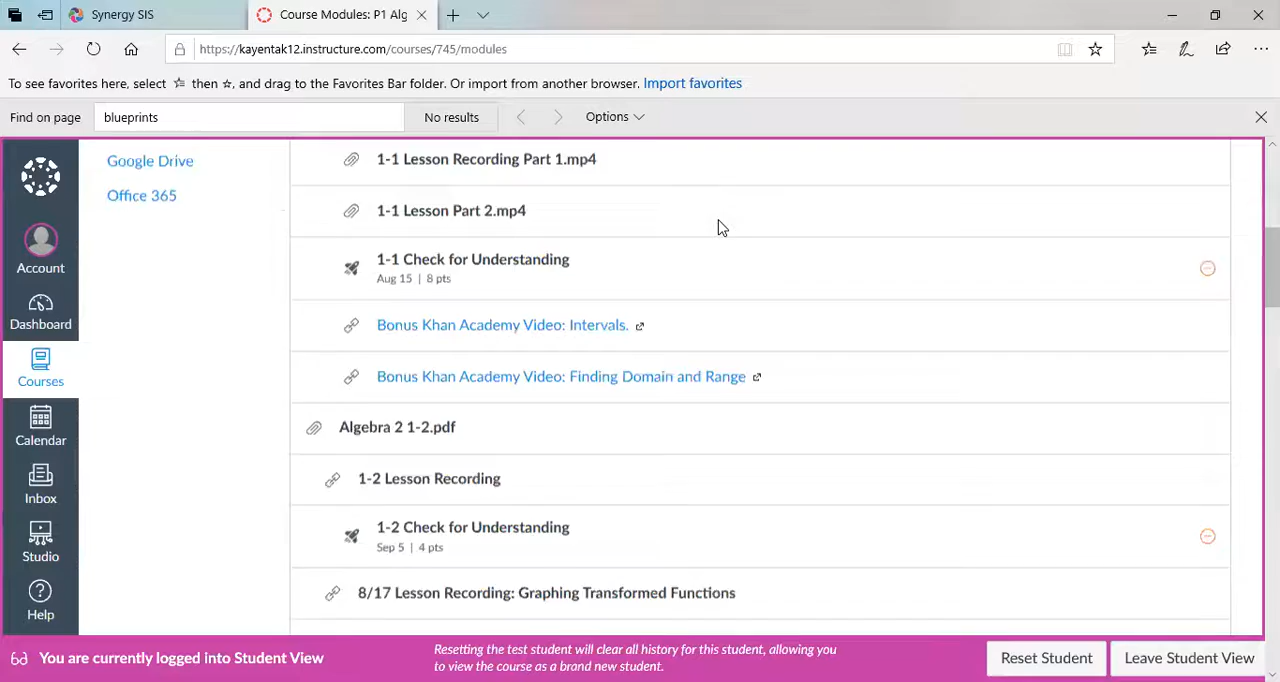 Synergy SIS
Course Modules: P1 Alg
https://kayentak12.instructure.com/courses/745/modules
To see favorites here, select then ☆, and drag to the Favorites Bar folder. Or import from another browser. Import favorites
Find on page
blueprints
No results
Options
Google Drive
Office 365
Account
Dashboard
Courses
Calendar
Inbox
Studio
Help
1-1 Lesson Recording Part 1.mp4
1-1 Lesson Part 2.mp4
1-1 Check for Understanding
Aug 15 | 8 pts
Bonus Khan Academy Video: Intervals.
Bonus Khan Academy Video: Finding Domain and Range
Algebra 2 1-2.pdf
1-2 Lesson Recording
1-2 Check for Understanding
Sep 5 | 4 pts
8/17 Lesson Recording: Graphing Transformed Functions
You are currently logged into Student View
Resetting the test student will clear all history for this student, allowing you
to view the course as a brand new student.
Reset Student
Leave Student View